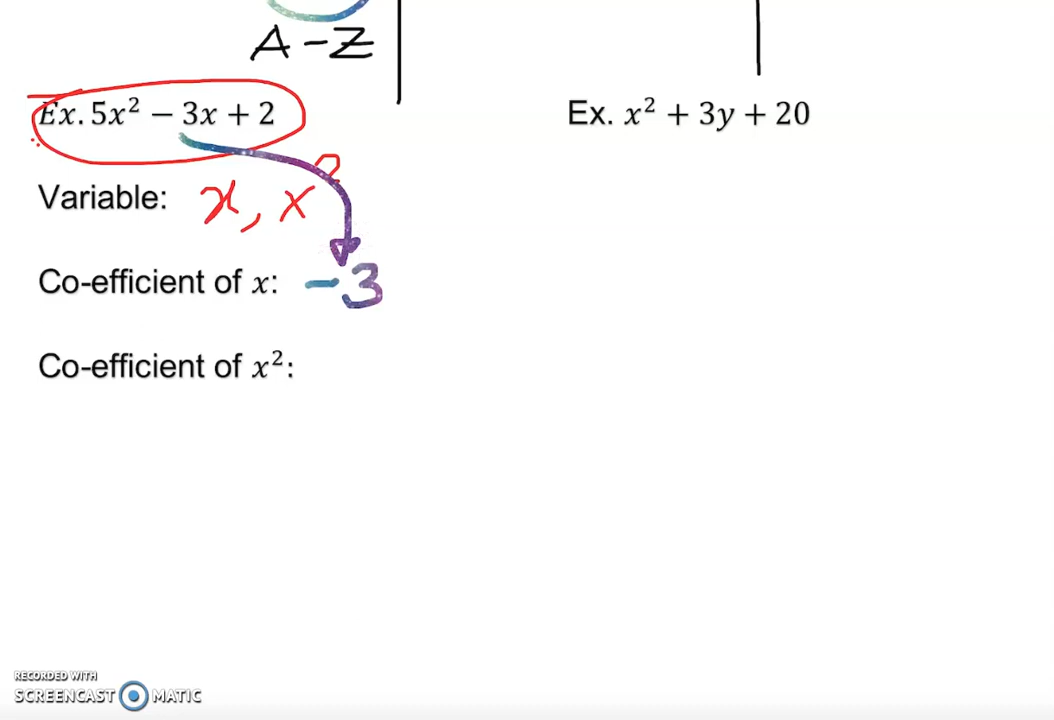 A-Z
Ex. 5x² − 3x + 2
Ex. x² + 3y + 20
Variable: x, x²
Co-efficient of x: -3
Co-efficient of x²:
RECORDED WITH
SCREENCAST MATIC